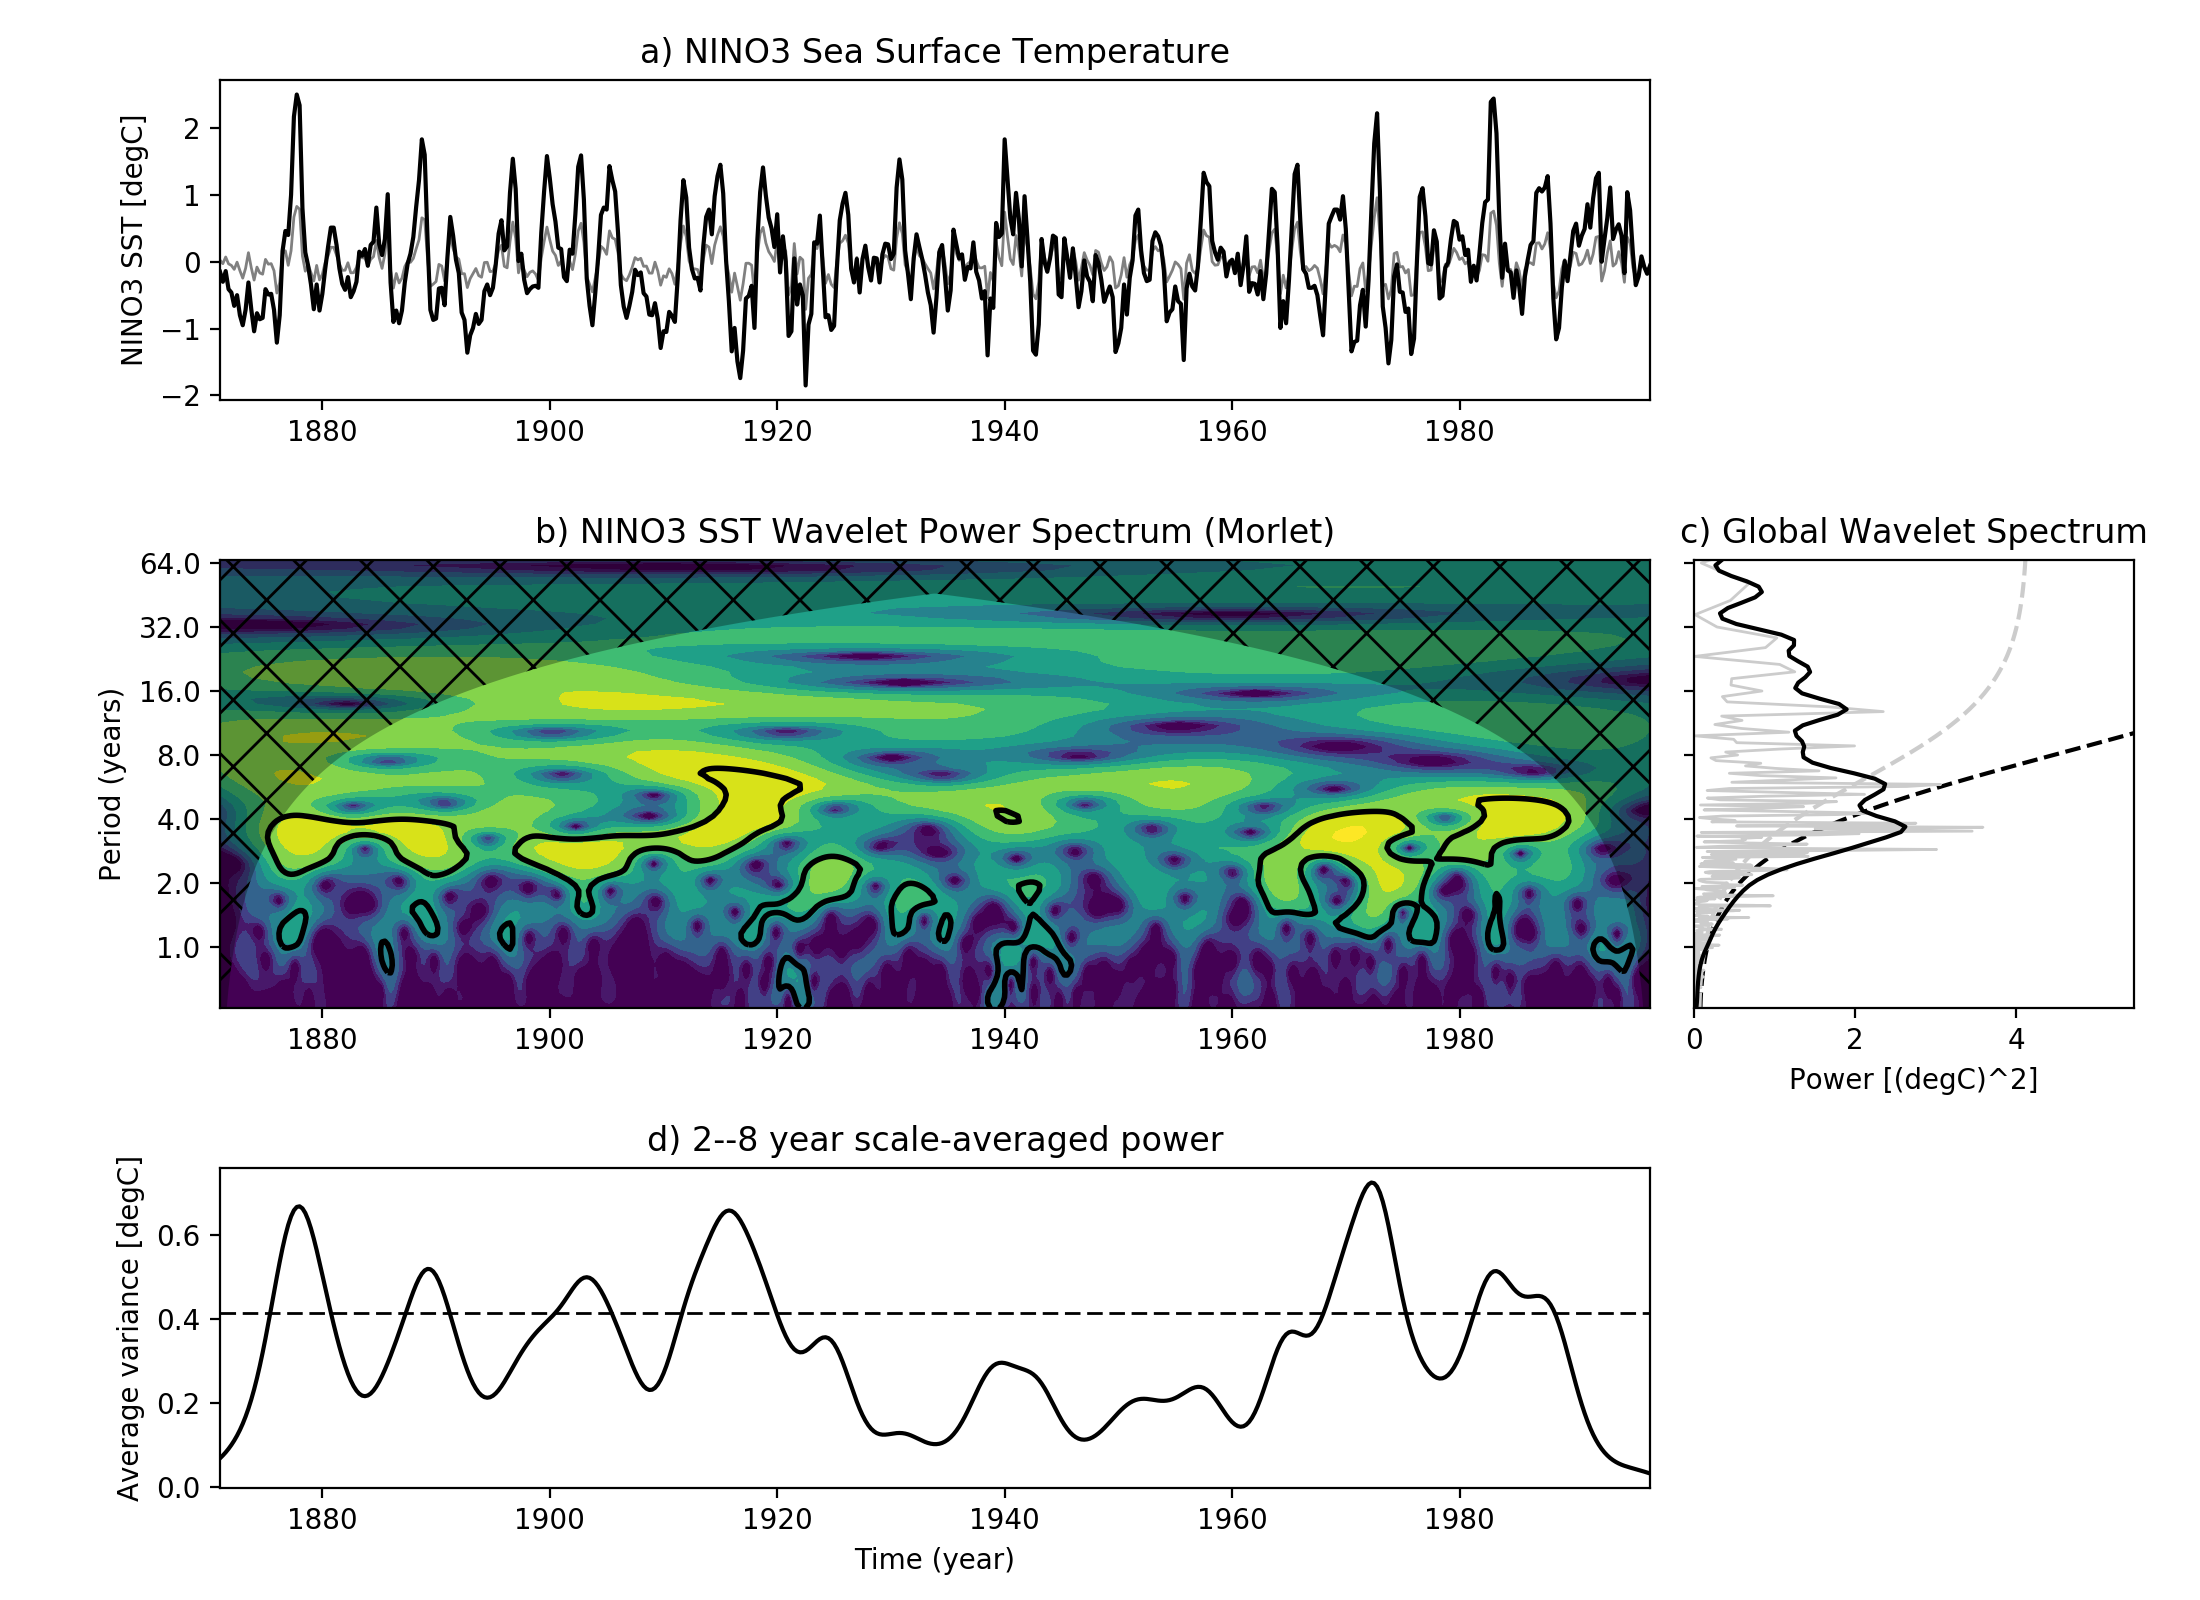 a) NINO3 Sea Surface Temperature
NINO3 SST [degC]
2
1
0
−1
−2
1880 1900 1920 1940 1960 1980
b) NINO3 SST Wavelet Power Spectrum (Morlet)
Period (years)
64.0
32.0
16.0
8.0
4.0
2.0
1.0
1880 1900 1920 1940 1960 1980
c) Global Wavelet Spectrum
0 2 4
Power [(degC)^2]
d) 2--8 year scale-averaged power
Average variance [degC]
0.6
0.4
0.2
0.0
1880 1900 1920 1940 1960 1980
Time (year)